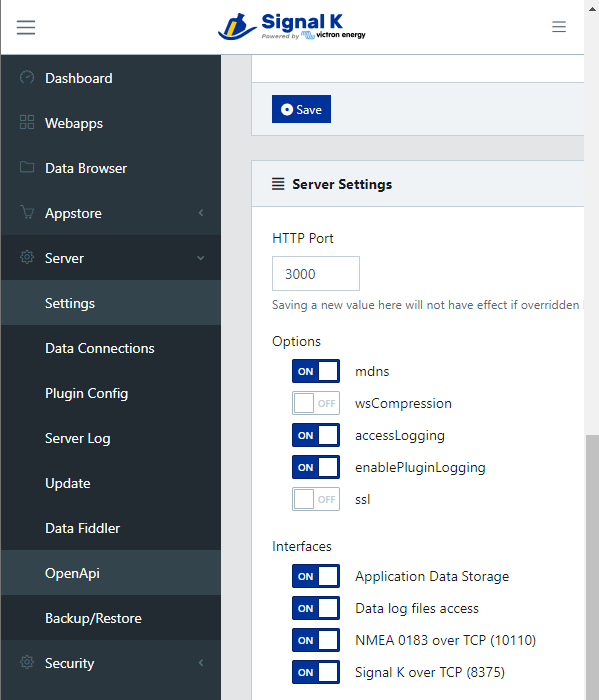 Signal K
Powered by victron energy
Dashboard
Webapps
Data Browser
Appstore
Server
Settings
Data Connections
Plugin Config
Server Log
Update
Data Fiddler
OpenApi
Backup/Restore
Security
Save
Server Settings
HTTP Port
3000
Saving a new value here will not have effect if overridden
Options
ON mdns
OFF wsCompression
ON accessLogging
ON enablePluginLogging
OFF ssl
Interfaces
ON Application Data Storage
ON Data log files access
ON NMEA 0183 over TCP (10110)
ON Signal K over TCP (8375)